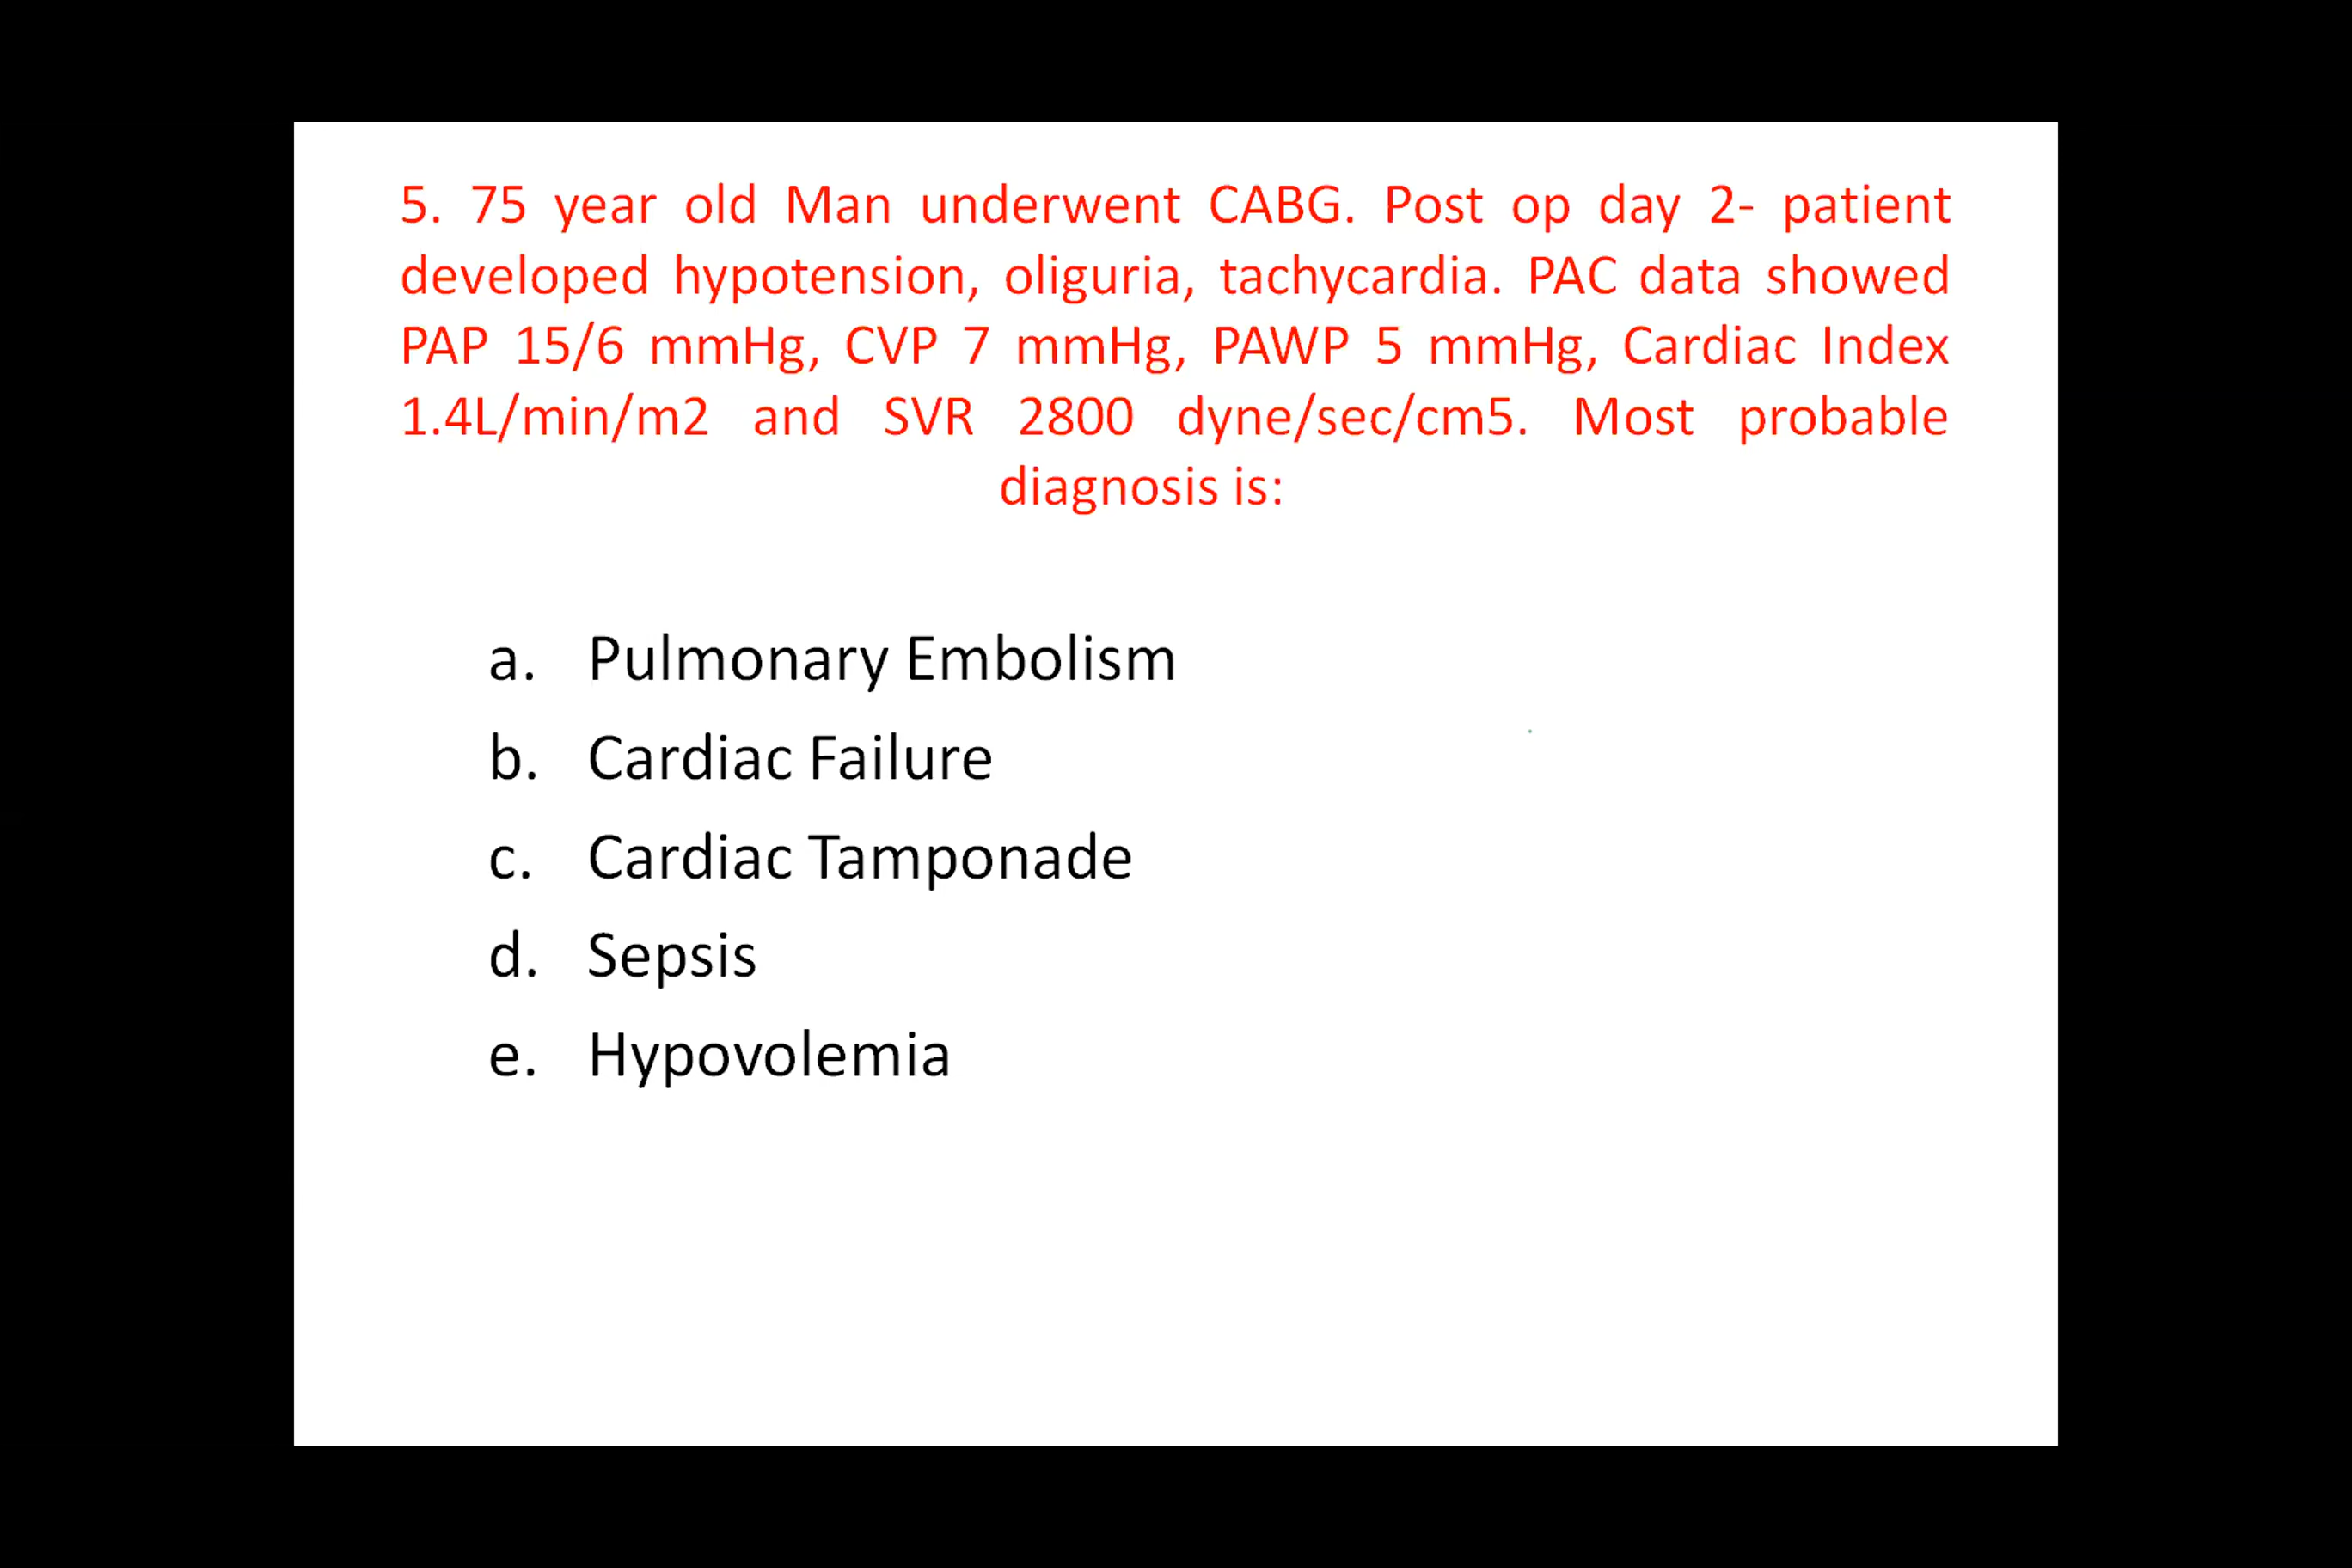 5. 75 year old Man underwent CABG. Post op day 2- patient
developed hypotension, oliguria, tachycardia. PAC data showed
PAP 15/6 mmHg, CVP 7 mmHg, PAWP 5 mmHg, Cardiac Index
1.4L/min/m2 and SVR 2800 dyne/sec/cm5. Most probable
diagnosis is:
a. Pulmonary Embolism
b. Cardiac Failure
c. Cardiac Tamponade
d. Sepsis
e. Hypovolemia